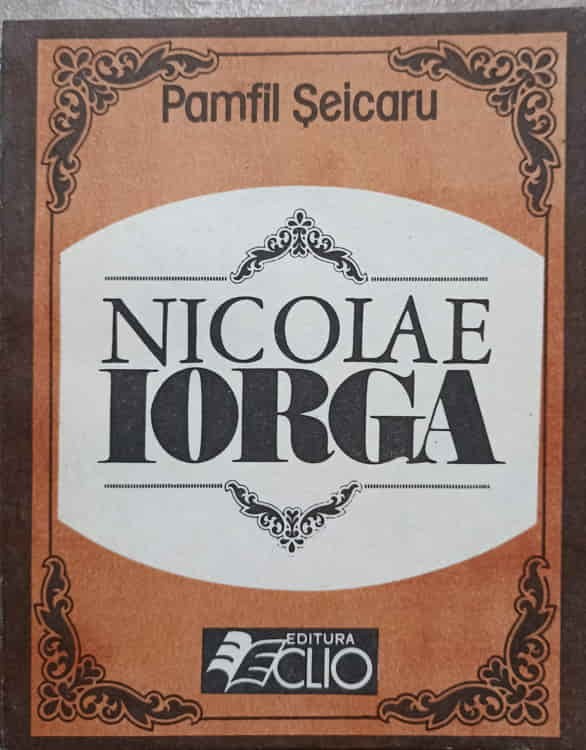 Pamfil Şeicaru
NICOLAE
IORGA
EDITURA
CLIO